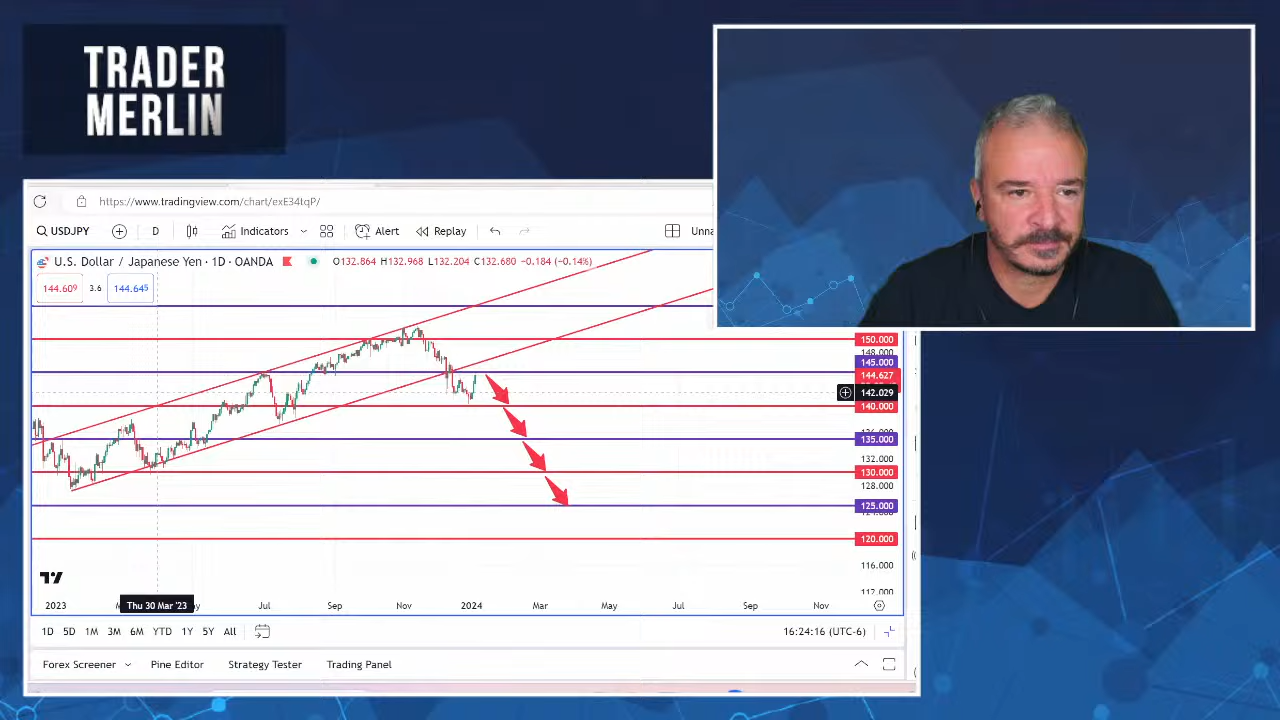 TRADER
MERLIN
https://www.tradingview.com/chart/exE34tqP/
USDJPY
D
Indicators
Alert
Replay
Unna
U.S. Dollar / Japanese Yen · 1D · OANDA
O132.864 H132.968 L132.204 C132.680 −0.184 (−0.14%)
144.609
3.6
144.645
150.000
148.000
145.000
144.627
142.029
140.000
135.000
132.000
130.000
128.000
125.000
120.000
116.000
112.000
2023
Thu 30 Mar '23
Jul
Sep
Nov
2024
Mar
May
Jul
Sep
Nov
1D 5D 1M 3M 6M YTD 1Y 5Y All
16:24:16 (UTC-6)
Forex Screener
Pine Editor
Strategy Tester
Trading Panel